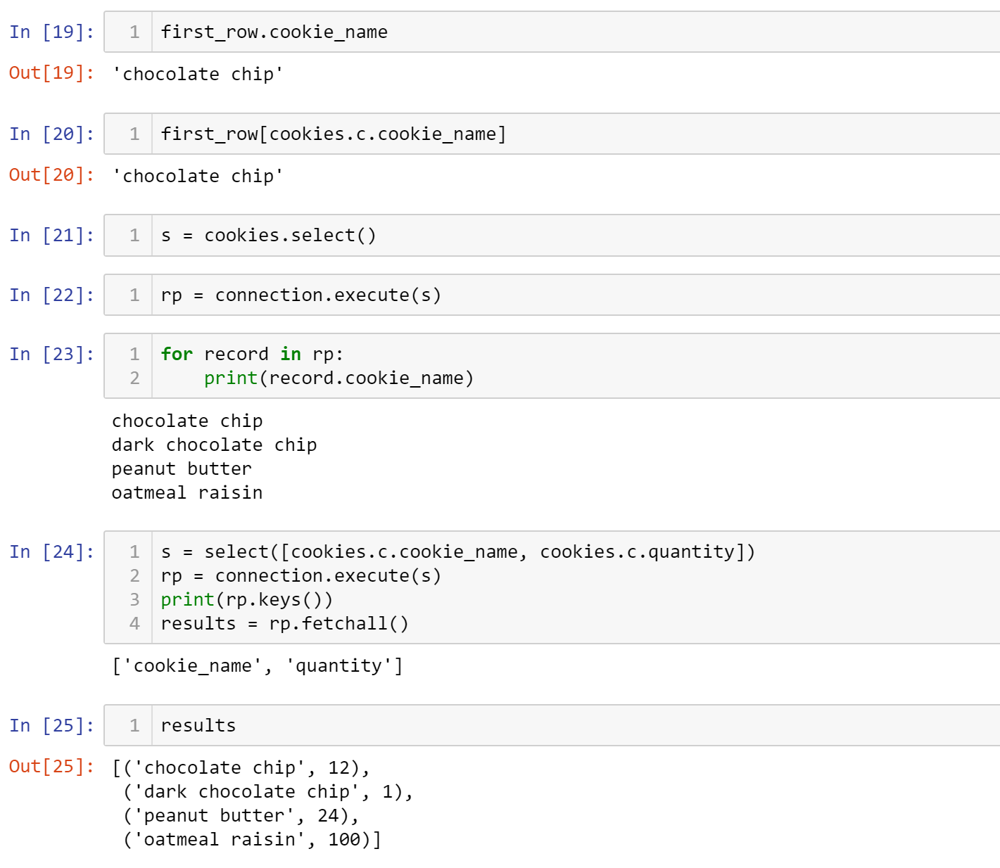 In [19]: 1 first_row.cookie_name
Out[19]: 'chocolate chip'
In [20]: 1 first_row[cookies.c.cookie_name]
Out[20]: 'chocolate chip'
In [21]: 1 s = cookies.select()
In [22]: 1 rp = connection.execute(s)
In [23]: 1 for record in rp:
2     print(record.cookie_name)
chocolate chip
dark chocolate chip
peanut butter
oatmeal raisin
In [24]: 1 s = select([cookies.c.cookie_name, cookies.c.quantity])
2 rp = connection.execute(s)
3 print(rp.keys())
4 results = rp.fetchall()
['cookie_name', 'quantity']
In [25]: 1 results
Out[25]: [('chocolate chip', 12),
('dark chocolate chip', 1),
('peanut butter', 24),
('oatmeal raisin', 100)]